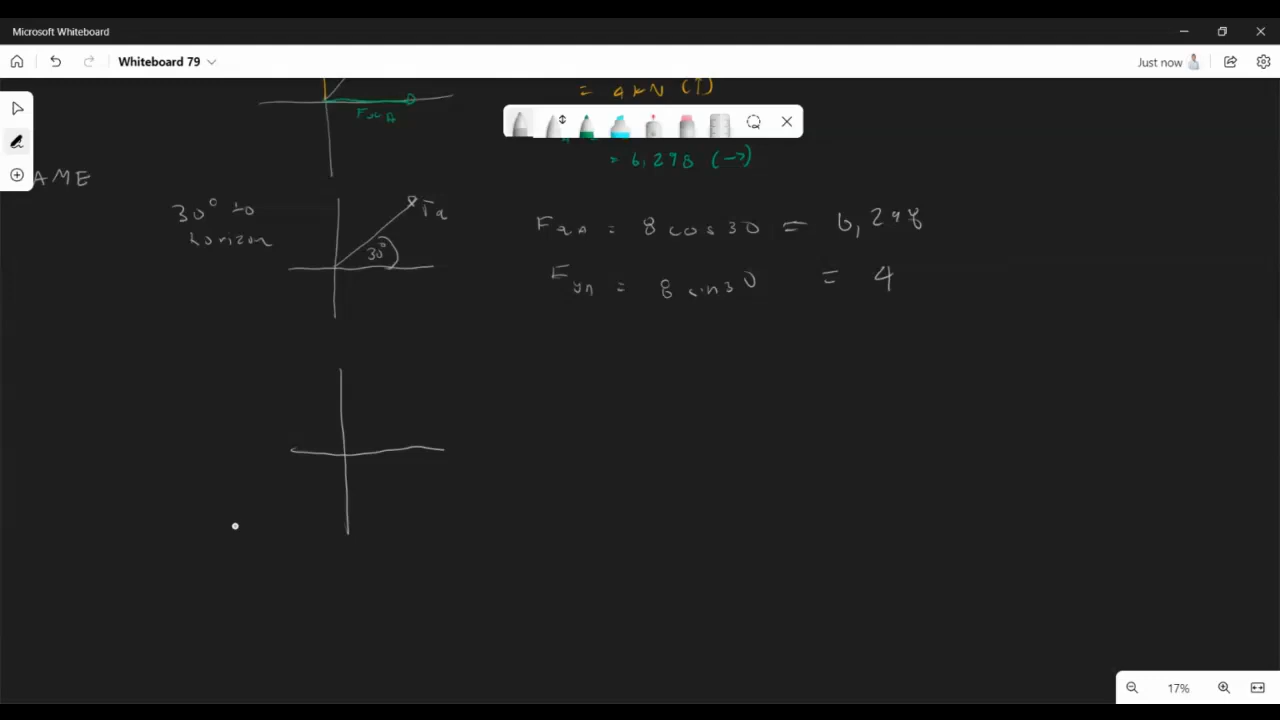 Microsoft Whiteboard
Whiteboard 79
Just now
= 4 kN (↑)
FxA
= 6,298 (→)
AME
30° to
horizon
Ta
30°
FxA = 8 cos 30 = 6,298
FyA = 8 sin 30 = 4
17%